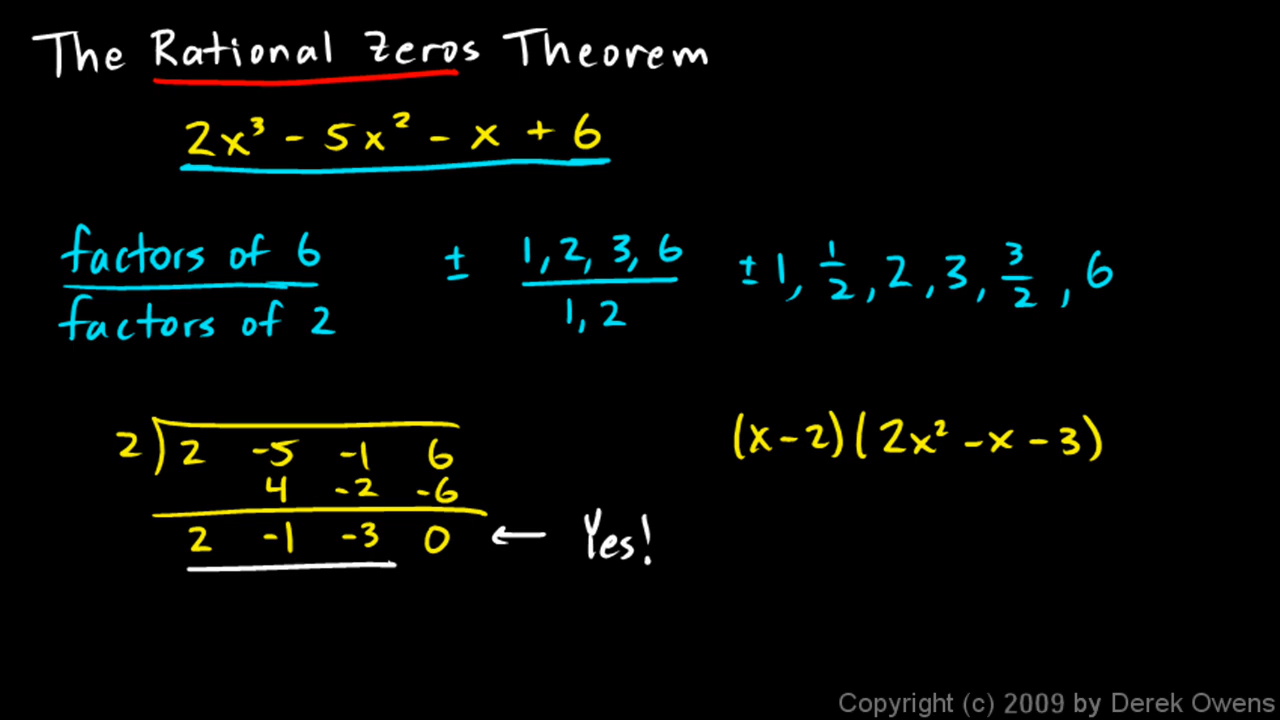 The Rational Zeros Theorem
2x³ - 5x² - x + 6
factors of 6 / factors of 2 ± 1, 2, 3, 6 / 1, 2 ± 1, 1/2, 2, 3, 3/2, 6
2) 2 -5 -1 6
4 -2 -6
2 -1 -3 0 ← Yes!
(x - 2)(2x² - x - 3)
Copyright (c) 2009 by Derek Owens